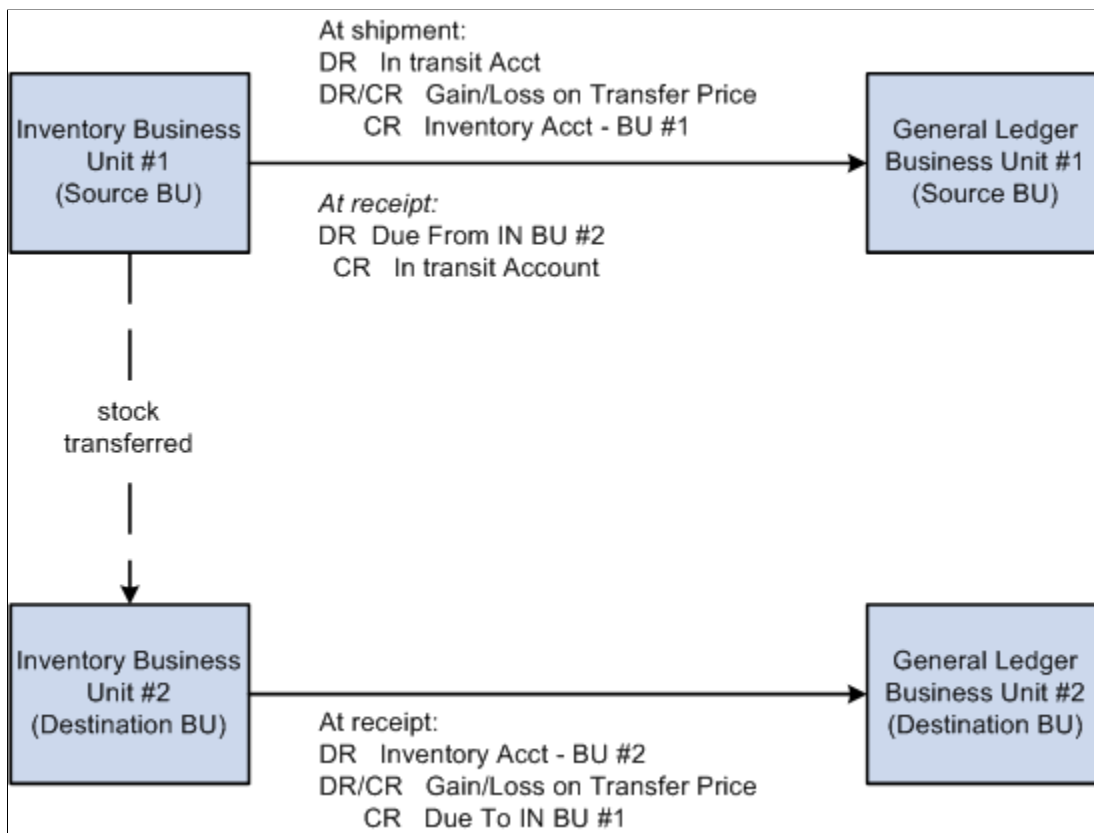 At shipment:
DR In transit Acct
DR/CR Gain/Loss on Transfer Price
CR Inventory Acct - BU #1
Inventory Business
Unit #1
(Source BU)
General Ledger
Business Unit #1
(Source BU)
At receipt:
DR Due From IN BU #2
CR In transit Account
stock
transferred
Inventory Business
Unit #2
(Destination BU)
General Ledger
Business Unit #2
(Destination BU)
At receipt:
DR Inventory Acct - BU #2
DR/CR Gain/Loss on Transfer Price
CR Due To IN BU #1